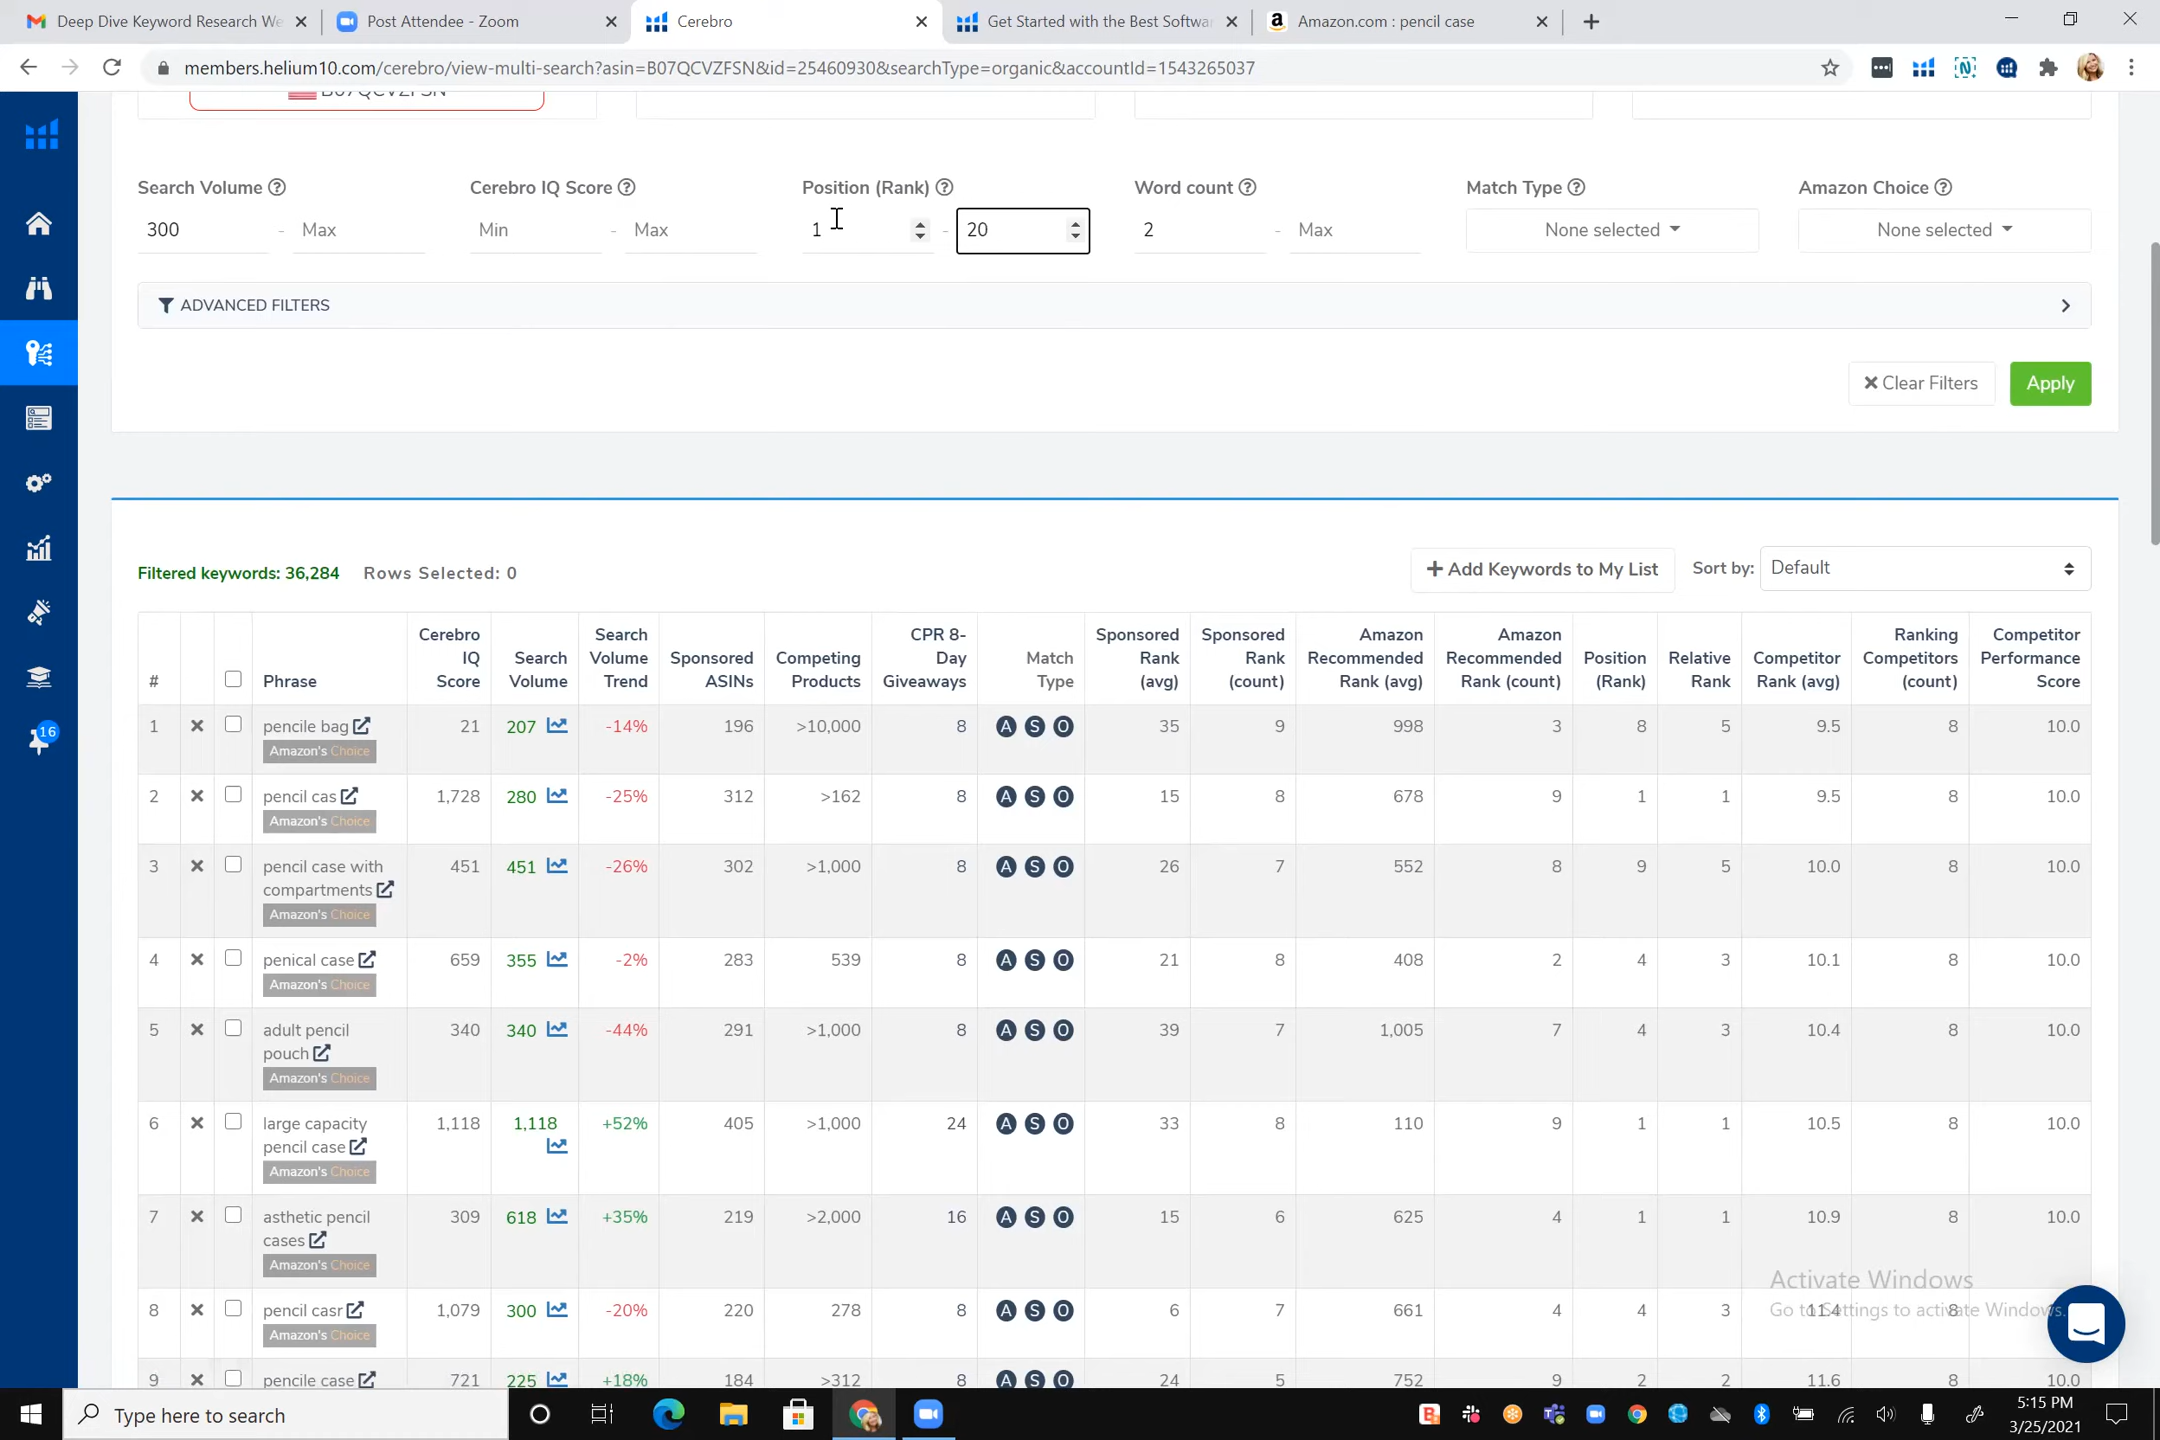 Deep Dive Keyword Research We
Post Attendee - Zoom
Cerebro
Get Started with the Best Softwar
Amazon.com : pencil case
members.helium10.com/cerebro/view-multi-search?asin=B07QCVZFSN&id=25460930&searchType=organic&accountId=1543265037
B07QCVZFSN
Search Volume Cerebro IQ Score Position (Rank) Word count Match Type Amazon Choice
300 - Max Min - Max 1 - 20 2 - Max None selected None selected
ADVANCED FILTERS
Clear Filters Apply
Filtered keywords: 36,284 Rows Selected: 0 + Add Keywords to My List Sort by: Default
# Phrase Cerebro IQ Score Search Volume Search Volume Trend Sponsored ASINs Competing Products CPR 8-Day Giveaways Match Type Sponsored Rank (avg) Sponsored Rank (count) Amazon Recommended Rank (avg) Amazon Recommended Rank (count) Position (Rank) Relative Rank Competitor Rank (avg) Ranking Competitors (count) Competitor Performance Score
1 pencile bag 21 207 -14% 196 >10,000 8 A S O 35 9 998 3 8 5 9.5 8 10.0
Amazon's Choice
2 pencil cas 1,728 280 -25% 312 >162 8 A S O 15 8 678 9 1 1 9.5 8 10.0
Amazon's Choice
3 pencil case with 451 451 -26% 302 >1,000 8 A S O 26 7 552 8 9 5 10.0 8 10.0
compartments
Amazon's Choice
4 penical case 659 355 -2% 283 539 8 A S O 21 8 408 2 4 3 10.1 8 10.0
Amazon's Choice
5 adult pencil 340 340 -44% 291 >1,000 8 A S O 39 7 1,005 7 4 3 10.4 8 10.0
pouch
Amazon's Choice
6 large capacity 1,118 1,118 +52% 405 >1,000 24 A S O 33 8 110 9 1 1 10.5 8 10.0
pencil case
Amazon's Choice
7 asthetic pencil 309 618 +35% 219 >2,000 16 A S O 15 6 625 4 1 1 10.9 8 10.0
cases
Amazon's Choice
8 pencil casr 1,079 300 -20% 220 278 8 A S O 6 7 661 4 4 3 11.4 8
Amazon's Choice
9 pencile case 721 225 +18% 184 >312 8 A S O 24 5 752 9 2 2 11.6 8 10.0
Activate Windows
Go to Settings to activate Windows.
16
Type here to search
5:15 PM
3/25/2021